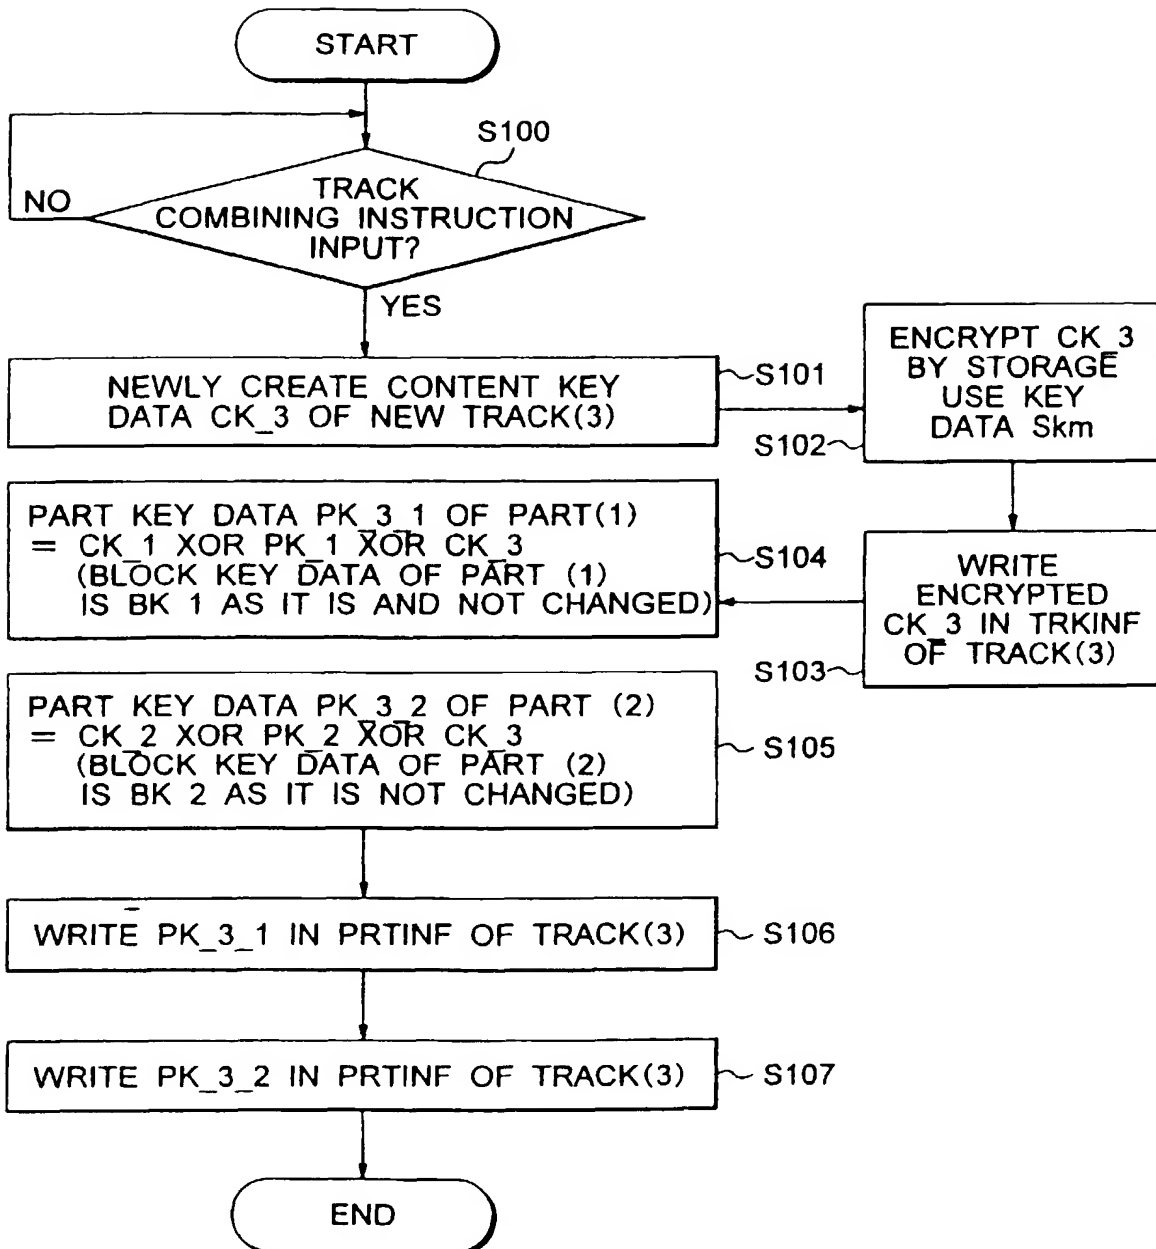 START
S100
NO
TRACK
COMBINING INSTRUCTION
INPUT?
YES
NEWLY CREATE CONTENT KEY
DATA CK_3 OF NEW TRACK(3)
S101
ENCRYPT CK_3
BY STORAGE
USE KEY
DATA Skm
S102
WRITE
ENCRYPTED
CK_3 IN TRKINF
OF TRACK(3)
S103
PART KEY DATA PK_3_1 OF PART(1)
= CK_1 XOR PK_1 XOR CK_3
(BLOCK KEY DATA OF PART (1)
IS BK 1 AS IT IS AND NOT CHANGED)
S104
PART KEY DATA PK_3_2 OF PART (2)
= CK_2 XOR PK_2 XOR CK_3
(BLOCK KEY DATA OF PART (2)
IS BK 2 AS IT IS NOT CHANGED)
S105
WRITE PK_3_1 IN PRTINF OF TRACK(3)
S106
WRITE PK_3_2 IN PRTINF OF TRACK(3)
S107
END